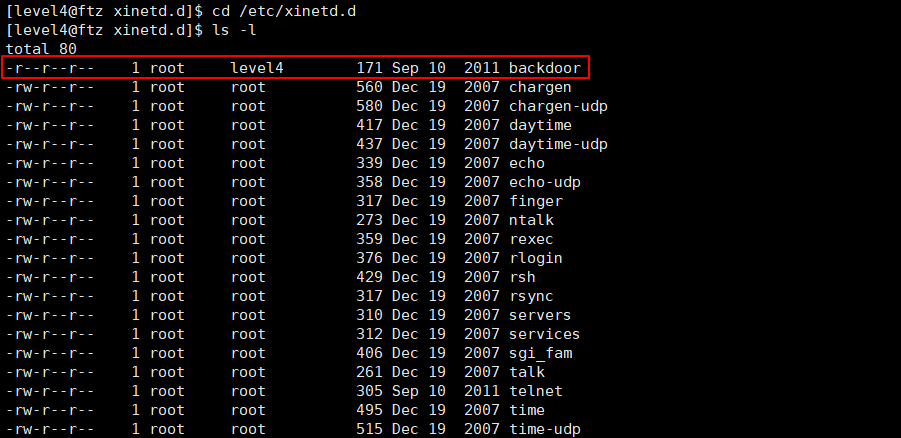 [level4@ftz xinetd.d]$ cd /etc/xinetd.d
[level4@ftz xinetd.d]$ ls -l
total 80
-r--r--r--    1 root     level4        171 Sep 10  2011 backdoor
-rw-r--r--    1 root     root          560 Dec 19  2007 chargen
-rw-r--r--    1 root     root          580 Dec 19  2007 chargen-udp
-rw-r--r--    1 root     root          417 Dec 19  2007 daytime
-rw-r--r--    1 root     root          437 Dec 19  2007 daytime-udp
-rw-r--r--    1 root     root          339 Dec 19  2007 echo
-rw-r--r--    1 root     root          358 Dec 19  2007 echo-udp
-rw-r--r--    1 root     root          317 Dec 19  2007 finger
-rw-r--r--    1 root     root          273 Dec 19  2007 ntalk
-rw-r--r--    1 root     root          359 Dec 19  2007 rexec
-rw-r--r--    1 root     root          376 Dec 19  2007 rlogin
-rw-r--r--    1 root     root          429 Dec 19  2007 rsh
-rw-r--r--    1 root     root          317 Dec 19  2007 rsync
-rw-r--r--    1 root     root          310 Dec 19  2007 servers
-rw-r--r--    1 root     root          312 Dec 19  2007 services
-rw-r--r--    1 root     root          406 Dec 19  2007 sgi_fam
-rw-r--r--    1 root     root          261 Dec 19  2007 talk
-rw-r--r--    1 root     root          305 Sep 10  2011 telnet
-rw-r--r--    1 root     root          495 Dec 19  2007 time
-rw-r--r--    1 root     root          515 Dec 19  2007 time-udp